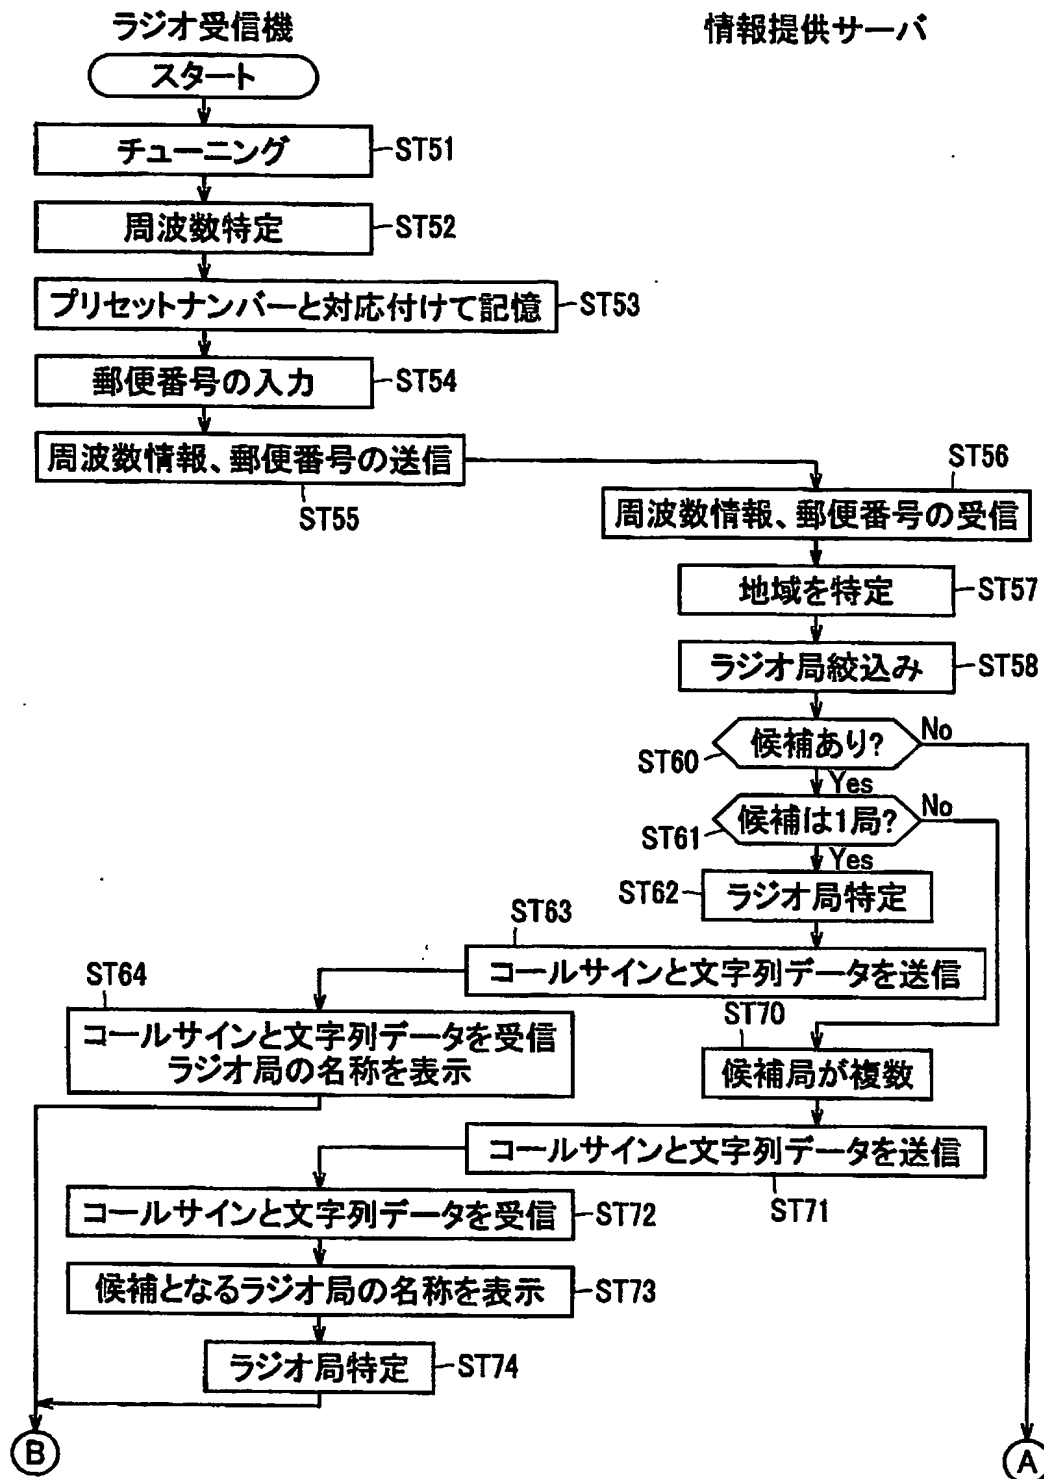 ラジオ受信機
情報提供サーバ
スタート
チューニング
ST51
周波数特定
ST52
プリセットナンバーと対応付けて記憶
ST53
郵便番号の入力
ST54
周波数情報、郵便番号の送信
ST55
ST56
周波数情報、郵便番号の受信
地域を特定
ST57
ラジオ局絞込み
ST58
候補あり?
No
ST60
Yes
候補は1局?
No
ST61
Yes
ST62
ラジオ局特定
ST63
コールサインと文字列データを送信
ST64
コールサインと文字列データを受信
ラジオ局の名称を表示
ST70
候補局が複数
コールサインと文字列データを送信
ST71
コールサインと文字列データを受信
ST72
候補となるラジオ局の名称を表示
ST73
ラジオ局特定
ST74
B
A